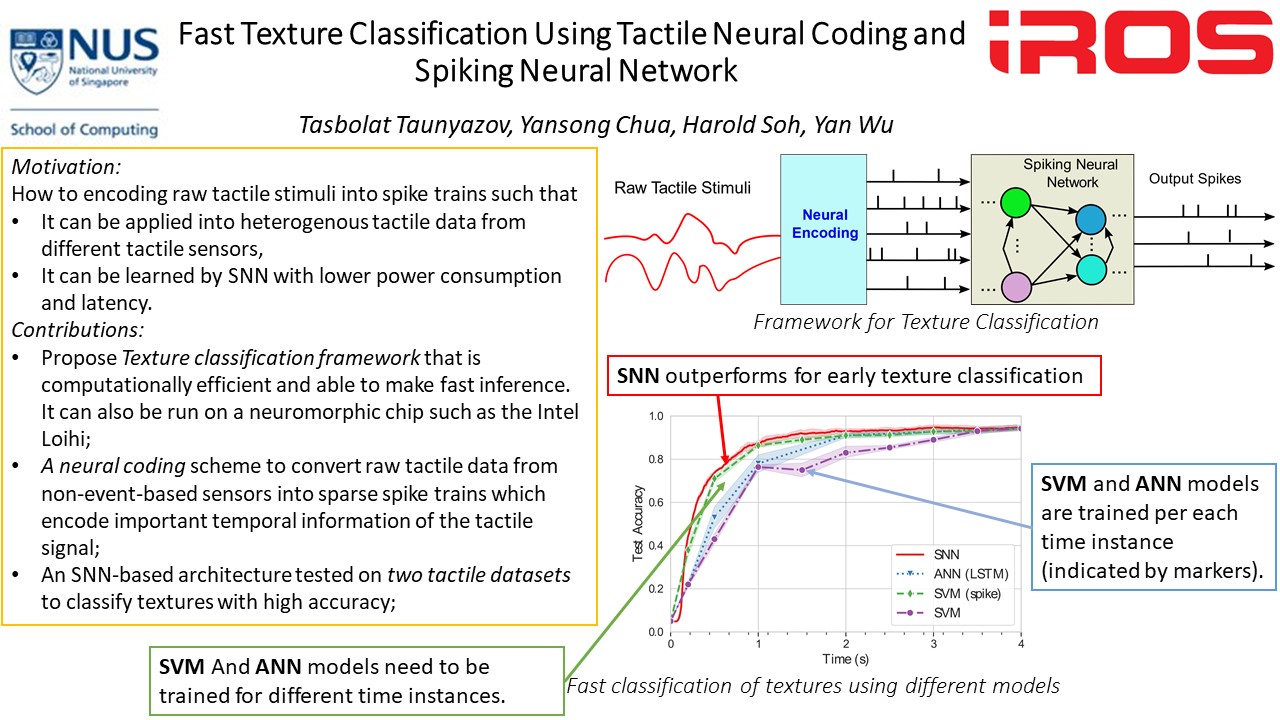 NUS
National University
of Singapore
School of Computing
Fast Texture Classification Using Tactile Neural Coding and
Spiking Neural Network
iROS
Tasbolat Taunyazov, Yansong Chua, Harold Soh, Yan Wu
Motivation:
How to encoding raw tactile stimuli into spike trains such that
• It can be applied into heterogenous tactile data from
different tactile sensors,
• It can be learned by SNN with lower power consumption
and latency.
Contributions:
• Propose Texture classification framework that is
computationally efficient and able to make fast inference.
It can also be run on a neuromorphic chip such as the Intel
Loihi;
• A neural coding scheme to convert raw tactile data from
non-event-based sensors into sparse spike trains which
encode important temporal information of the tactile
signal;
• An SNN-based architecture tested on two tactile datasets
to classify textures with high accuracy;
Raw Tactile Stimuli
Neural
Encoding
Spiking Neural
Network
Output Spikes
Framework for Texture Classification
SNN outperforms for early texture classification
1.0
0.8
0.6
0.4
0.2
0.0
Test Accuracy
0 1 2 3 4
Time (s)
SNN
ANN (LSTM)
SVM (spike)
SVM
SVM and ANN models
are trained per each
time instance
(indicated by markers).
SVM And ANN models need to be
trained for different time instances.
Fast classification of textures using different models